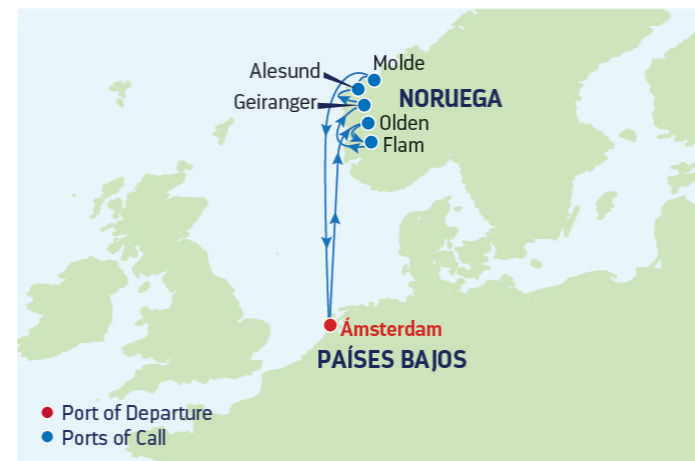 Molde
Alesund
Geiranger
NORUEGA
Olden
Flam
Ámsterdam
PAÍSES BAJOS
Port of Departure
Ports of Call